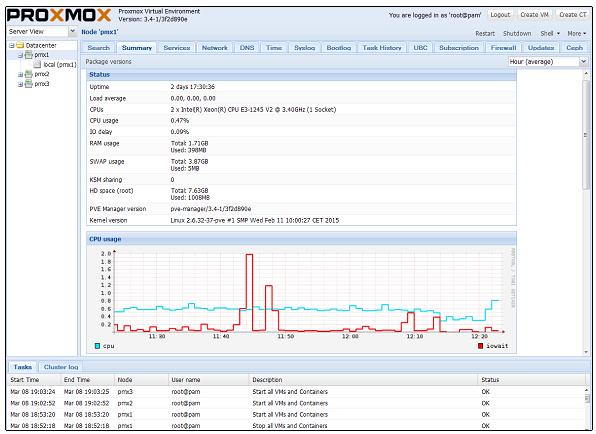 PROXMOX Proxmox Virtual Environment
Version: 3.4-1/3f2d890e
You are logged in as 'root@pam' Logout Create VM Create CT
Server View
Node 'pmx1' Restart Shutdown Shell More
Datacenter
pmx1
local (pmx1)
pmx2
pmx3
Search Summary Services Network DNS Time Syslog Bootlog Task History UBC Subscription Firewall Updates Ceph
Package versions Hour (average)
Status
Uptime 2 days 17:30:36
Load average 0.00, 0.00, 0.00
CPUs 2 x Intel(R) Xeon(R) CPU E3-1245 V2 @ 3.40GHz (1 Socket)
CPU usage 0.47%
IO delay 0.09%
RAM usage Total: 1.71GB
Used: 398MB
SWAP usage Total: 3.87GB
Used: 5MB
KSM sharing 0
HD space (root) Total: 7.63GB
Used: 1008MB
PVE Manager version pve-manager/3.4-1/3f2d890e
Kernel version Linux 2.6.32-37-pve #1 SMP Wed Feb 11 10:00:27 CET 2015
CPU usage
2.0
1.8
1.6
1.4
1.2
1.0
0.8
0.6
0.4
0.2
11:30 11:40 11:50 12:00 12:10 12:20
cpu iowait
RRDTOOL / TOBI OETIKER
Tasks Cluster log
Start Time End Time Node User name Description Status
Mar 08 19:03:24 Mar 08 19:03:25 pmx3 root@pam Start all VMs and Containers OK
Mar 08 19:02:52 Mar 08 19:02:52 pmx2 root@pam Start all VMs and Containers OK
Mar 08 18:53:20 Mar 08 18:53:20 pmx1 root@pam Start all VMs and Containers OK
Mar 08 18:52:18 Mar 08 18:52:18 pmx1 root@pam Stop all VMs and Containers OK